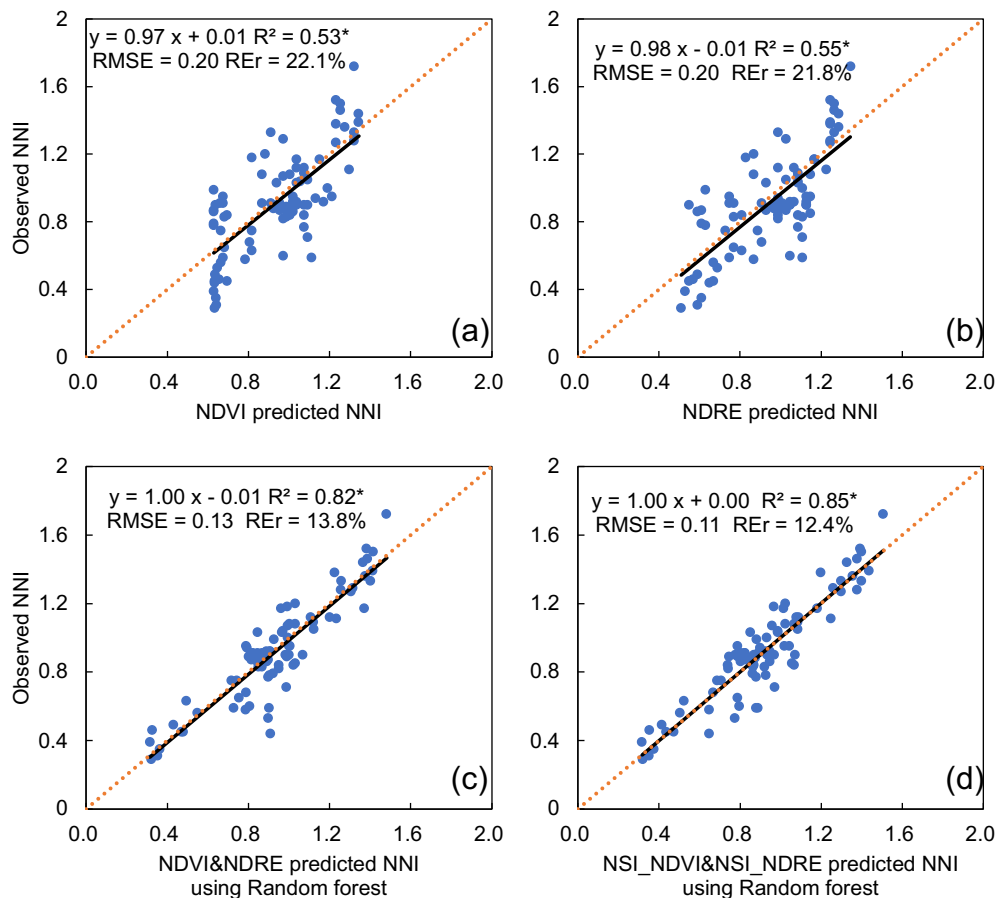 2
1.6
1.2
0.8
0.4
0
Observed NNI
y = 0.97 x + 0.01 R² = 0.53*
RMSE = 0.20 REr = 22.1%
(a)
0.0 0.4 0.8 1.2 1.6 2.0
NDVI predicted NNI
2
1.6
1.2
0.8
0.4
0
y = 0.98 x - 0.01 R² = 0.55*
RMSE = 0.20 REr = 21.8%
(b)
0.0 0.4 0.8 1.2 1.6 2.0
NDRE predicted NNI
2
1.6
1.2
0.8
0.4
0
Observed NNI
y = 1.00 x - 0.01 R² = 0.82*
RMSE = 0.13 REr = 13.8%
(c)
0.0 0.4 0.8 1.2 1.6 2.0
NDVI&NDRE predicted NNI
using Random forest
2
1.6
1.2
0.8
0.4
0
y = 1.00 x + 0.00 R² = 0.85*
RMSE = 0.11 REr = 12.4%
(d)
0.0 0.4 0.8 1.2 1.6 2.0
NSI_NDVI&NSI_NDRE predicted NNI
using Random forest